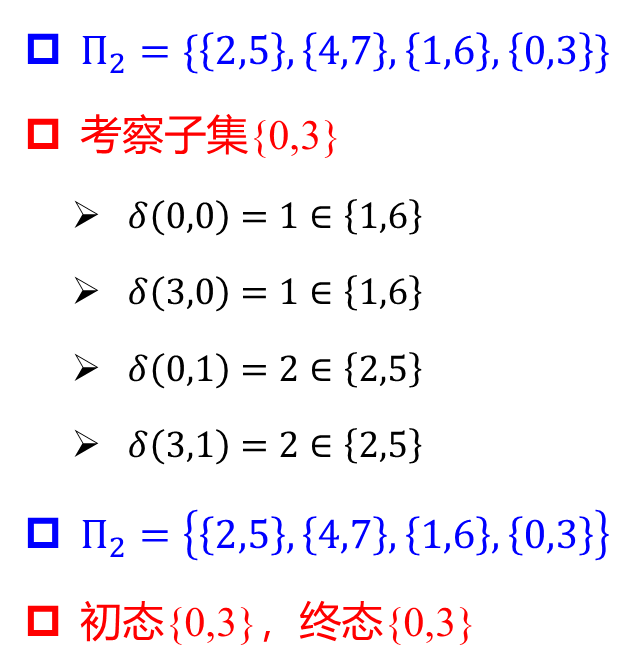 Π₂ = {{2,5}, {4,7}, {1,6}, {0,3}}
考察子集{0,3}
δ(0,0) = 1 ∈ {1,6}
δ(3,0) = 1 ∈ {1,6}
δ(0,1) = 2 ∈ {2,5}
δ(3,1) = 2 ∈ {2,5}
Π₂ = {{2,5}, {4,7}, {1,6}, {0,3}}
初态{0,3}，终态{0,3}